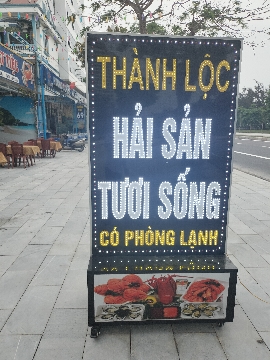 THÀNH LỘC
HẢI SẢN
TƯƠI SỐNG
CÓ PHÒNG LẠNH